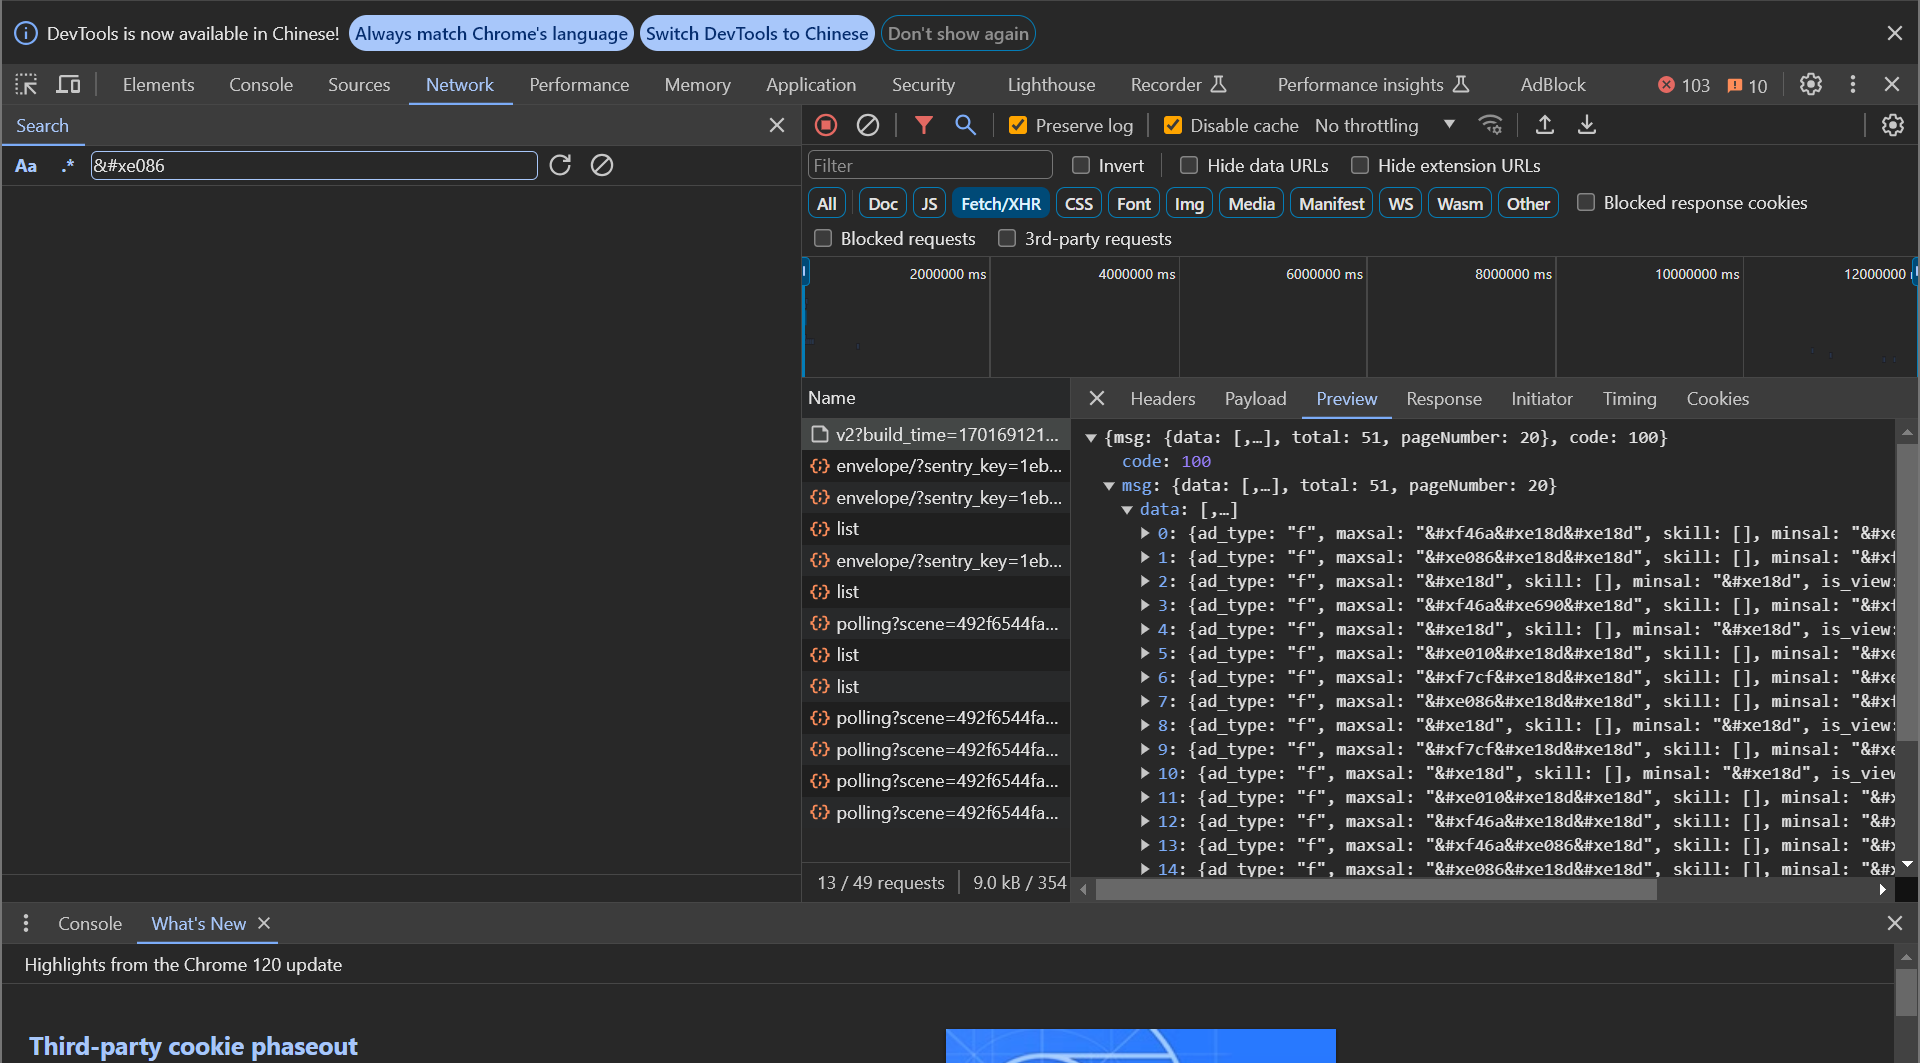 DevTools is now available in Chinese! Always match Chrome's language Switch DevTools to Chinese Don't show again
Elements Console Sources Network Performance Memory Application Security Lighthouse Recorder Performance insights AdBlock 103 10
Search
Aa .* &#xe086
Preserve log Disable cache No throttling
Filter Invert Hide data URLs Hide extension URLs
All Doc JS Fetch/XHR CSS Font Img Media Manifest WS Wasm Other Blocked response cookies
Blocked requests 3rd-party requests
2000000 ms 4000000 ms 6000000 ms 8000000 ms 10000000 ms 12000000
Name
v2?build_time=170169121...
envelope/?sentry_key=1eb...
envelope/?sentry_key=1eb...
list
envelope/?sentry_key=1eb...
list
polling?scene=492f6544fa...
list
list
polling?scene=492f6544fa...
polling?scene=492f6544fa...
polling?scene=492f6544fa...
polling?scene=492f6544fa...
13 / 49 requests 9.0 kB / 354
Headers Payload Preview Response Initiator Timing Cookies
{msg: {data: [,…], total: 51, pageNumber: 20}, code: 100}
code: 100
msg: {data: [,…], total: 51, pageNumber: 20}
data: [,…]
0: {ad_type: "f", maxsal: "&#xf46a&#xe18d&#xe18d", skill: [], minsal: "&#xe
1: {ad_type: "f", maxsal: "&#xe086&#xe18d&#xe18d", skill: [], minsal: "&#xf
2: {ad_type: "f", maxsal: "&#xe18d", skill: [], minsal: "&#xe18d", is_view:
3: {ad_type: "f", maxsal: "&#xf46a&#xe690&#xe18d", skill: [], minsal: "&#xf
4: {ad_type: "f", maxsal: "&#xe18d", skill: [], minsal: "&#xe18d", is_view:
5: {ad_type: "f", maxsal: "&#xe010&#xe18d&#xe18d", skill: [], minsal: "&#xe
6: {ad_type: "f", maxsal: "&#xf7cf&#xe18d&#xe18d", skill: [], minsal: "&#xe
7: {ad_type: "f", maxsal: "&#xe086&#xe18d&#xe18d", skill: [], minsal: "&#xf
8: {ad_type: "f", maxsal: "&#xe18d", skill: [], minsal: "&#xe18d", is_view:
9: {ad_type: "f", maxsal: "&#xf7cf&#xe18d&#xe18d", skill: [], minsal: "&#xe
10: {ad_type: "f", maxsal: "&#xe18d", skill: [], minsal: "&#xe18d", is_view
11: {ad_type: "f", maxsal: "&#xe010&#xe18d&#xe18d", skill: [], minsal: "&#x
12: {ad_type: "f", maxsal: "&#xf46a&#xe18d&#xe18d", skill: [], minsal: "&#x
13: {ad_type: "f", maxsal: "&#xf46a&#xe086&#xe18d", skill: [], minsal: "&#x
14: {ad_type: "f", maxsal: "&#xe086&#xe18d&#xe18d", skill: [], minsal: "&#x
Console What's New
Highlights from the Chrome 120 update
Third-party cookie phaseout